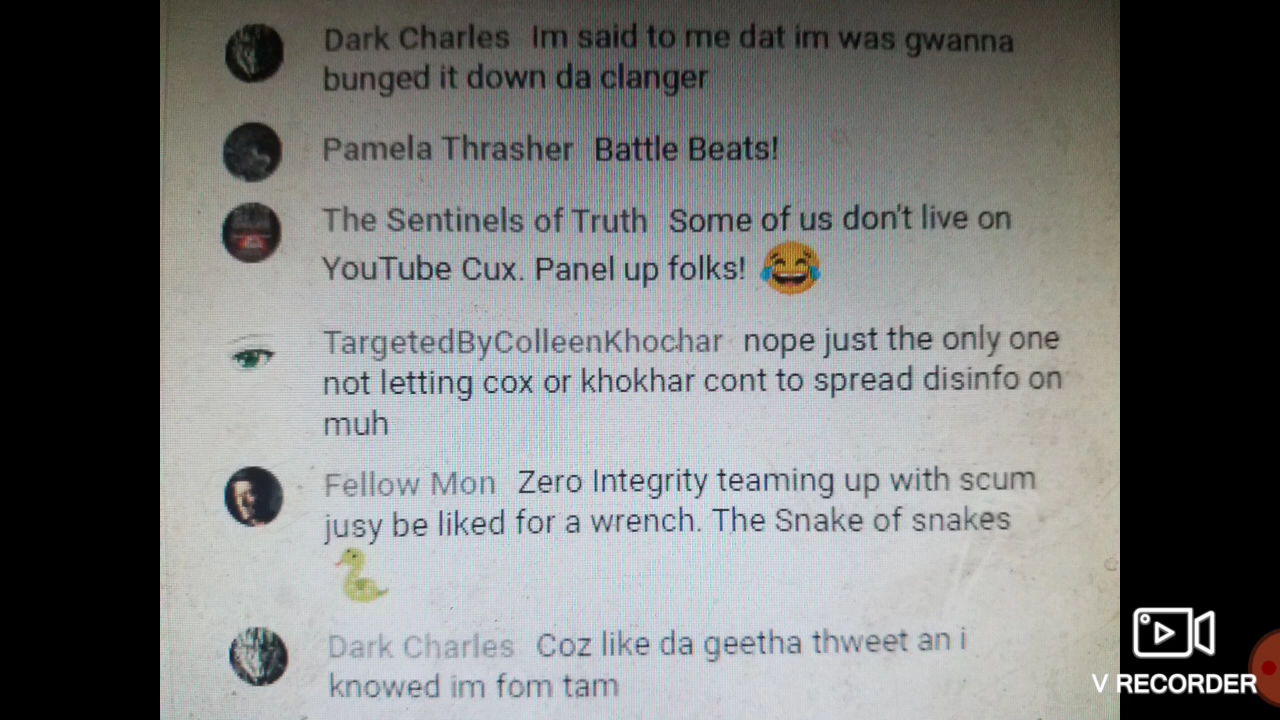 Dark Charles Im said to me dat im was gwanna
bunged it down da clanger
Pamela Thrasher Battle Beats!
The Sentinels of Truth Some of us don't live on
YouTube Cux. Panel up folks! 😂
TargetedByColleenKhochar nope just the only one
not letting cox or khokhar cont to spread disinfo on
muh
Fellow Mon Zero Integrity teaming up with scum
jusy be liked for a wrench. The Snake of snakes
🐍
Dark Charles Coz like da geetha thweet an i
knowed im fom tam
V RECORDER